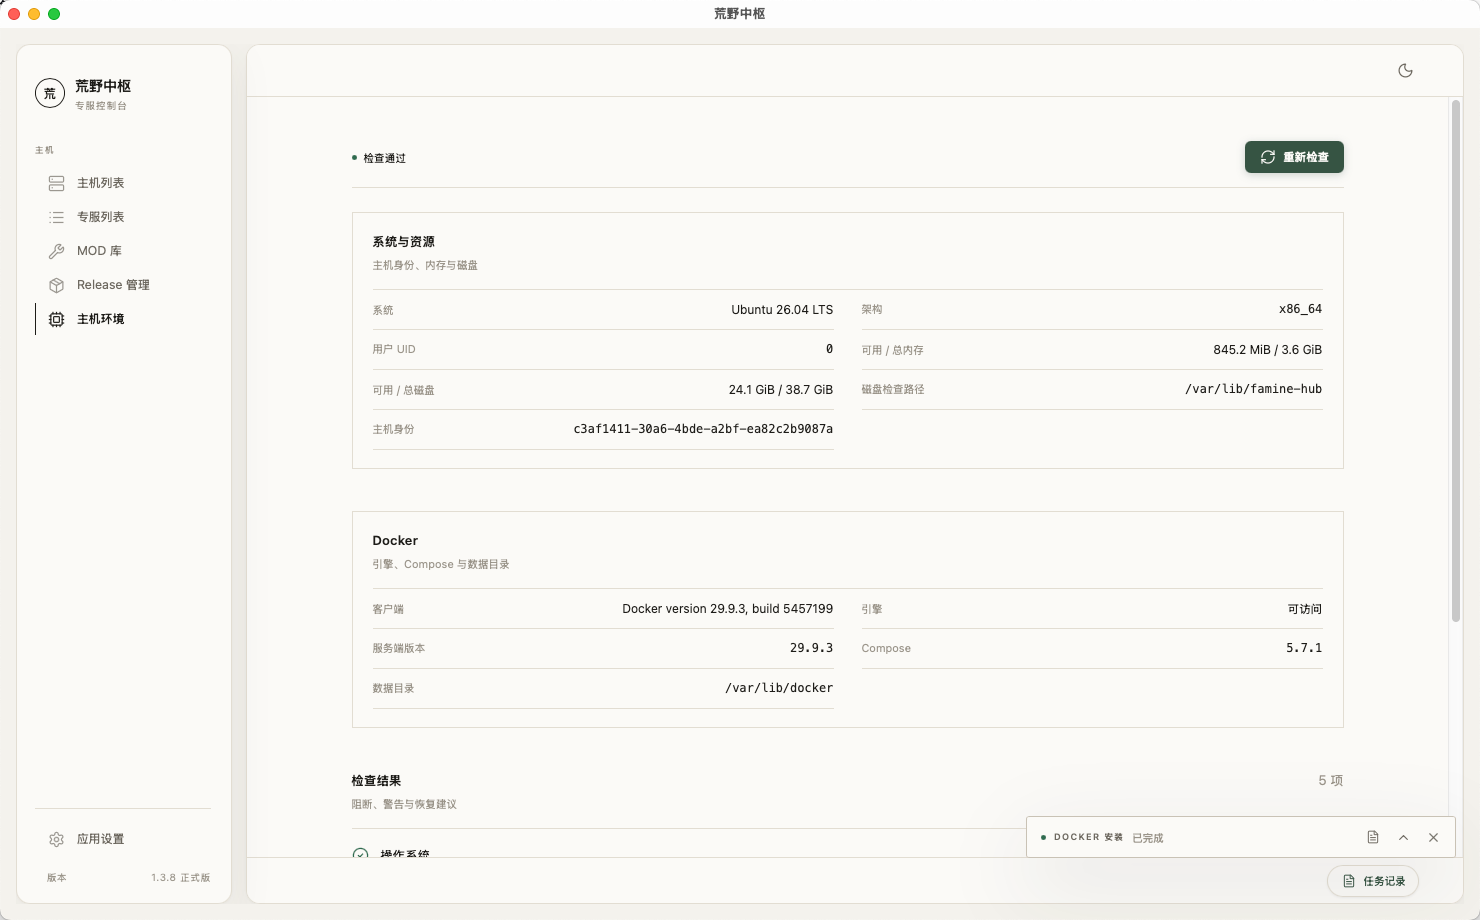 荒野中枢
荒
荒野中枢
专服控制台
主机
主机列表
专服列表
MOD 库
Release 管理
主机环境
应用设置
版本 1.3.8 正式版
检查通过
重新检查
系统与资源
主机身份、内存与磁盘
系统 Ubuntu 26.04 LTS
架构 x86_64
用户 UID 0
可用 / 总内存 845.2 MiB / 3.6 GiB
可用 / 总磁盘 24.1 GiB / 38.7 GiB
磁盘检查路径 /var/lib/famine-hub
主机身份 c3af1411-30a6-4bde-a2bf-ea82c2b9087a
Docker
引擎、Compose 与数据目录
客户端 Docker version 29.9.3, build 5457199
引擎 可访问
服务端版本 29.9.3
Compose 5.7.1
数据目录 /var/lib/docker
检查结果 5 项
阻断、警告与恢复建议
操作系统
DOCKER 安装 已完成
任务记录